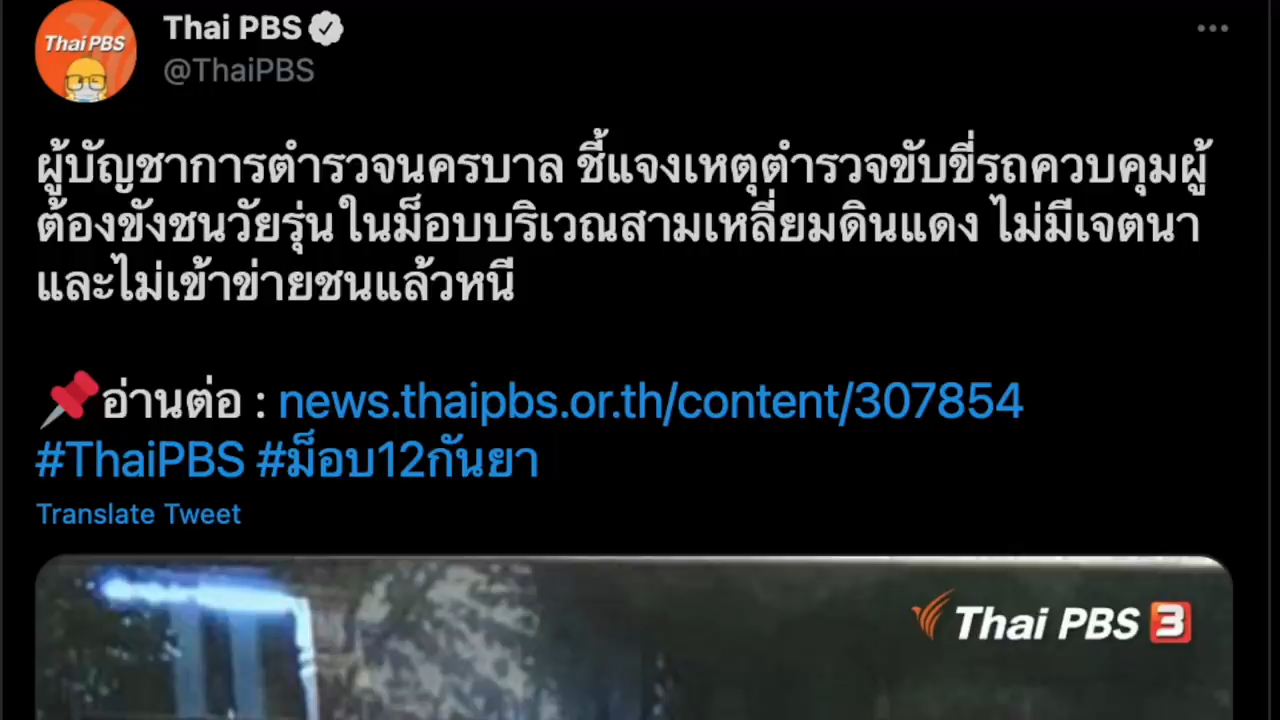 Thai PBS
Thai PBS
@ThaiPBS
ผู้บัญชาการตำรวจนครบาล ชี้แจงเหตุตำรวจขับขี่รถควบคุมผู้
ต้องขังชนวัยรุ่น ในม็อบบริเวณสามเหลี่ยมดินแดง ไม่มีเจตนา
และไม่เข้าข่ายชนแล้วหนี
อ่านต่อ : news.thaipbs.or.th/content/307854
#ThaiPBS #ม็อบ12กันยา
Translate Tweet
Thai PBS 3